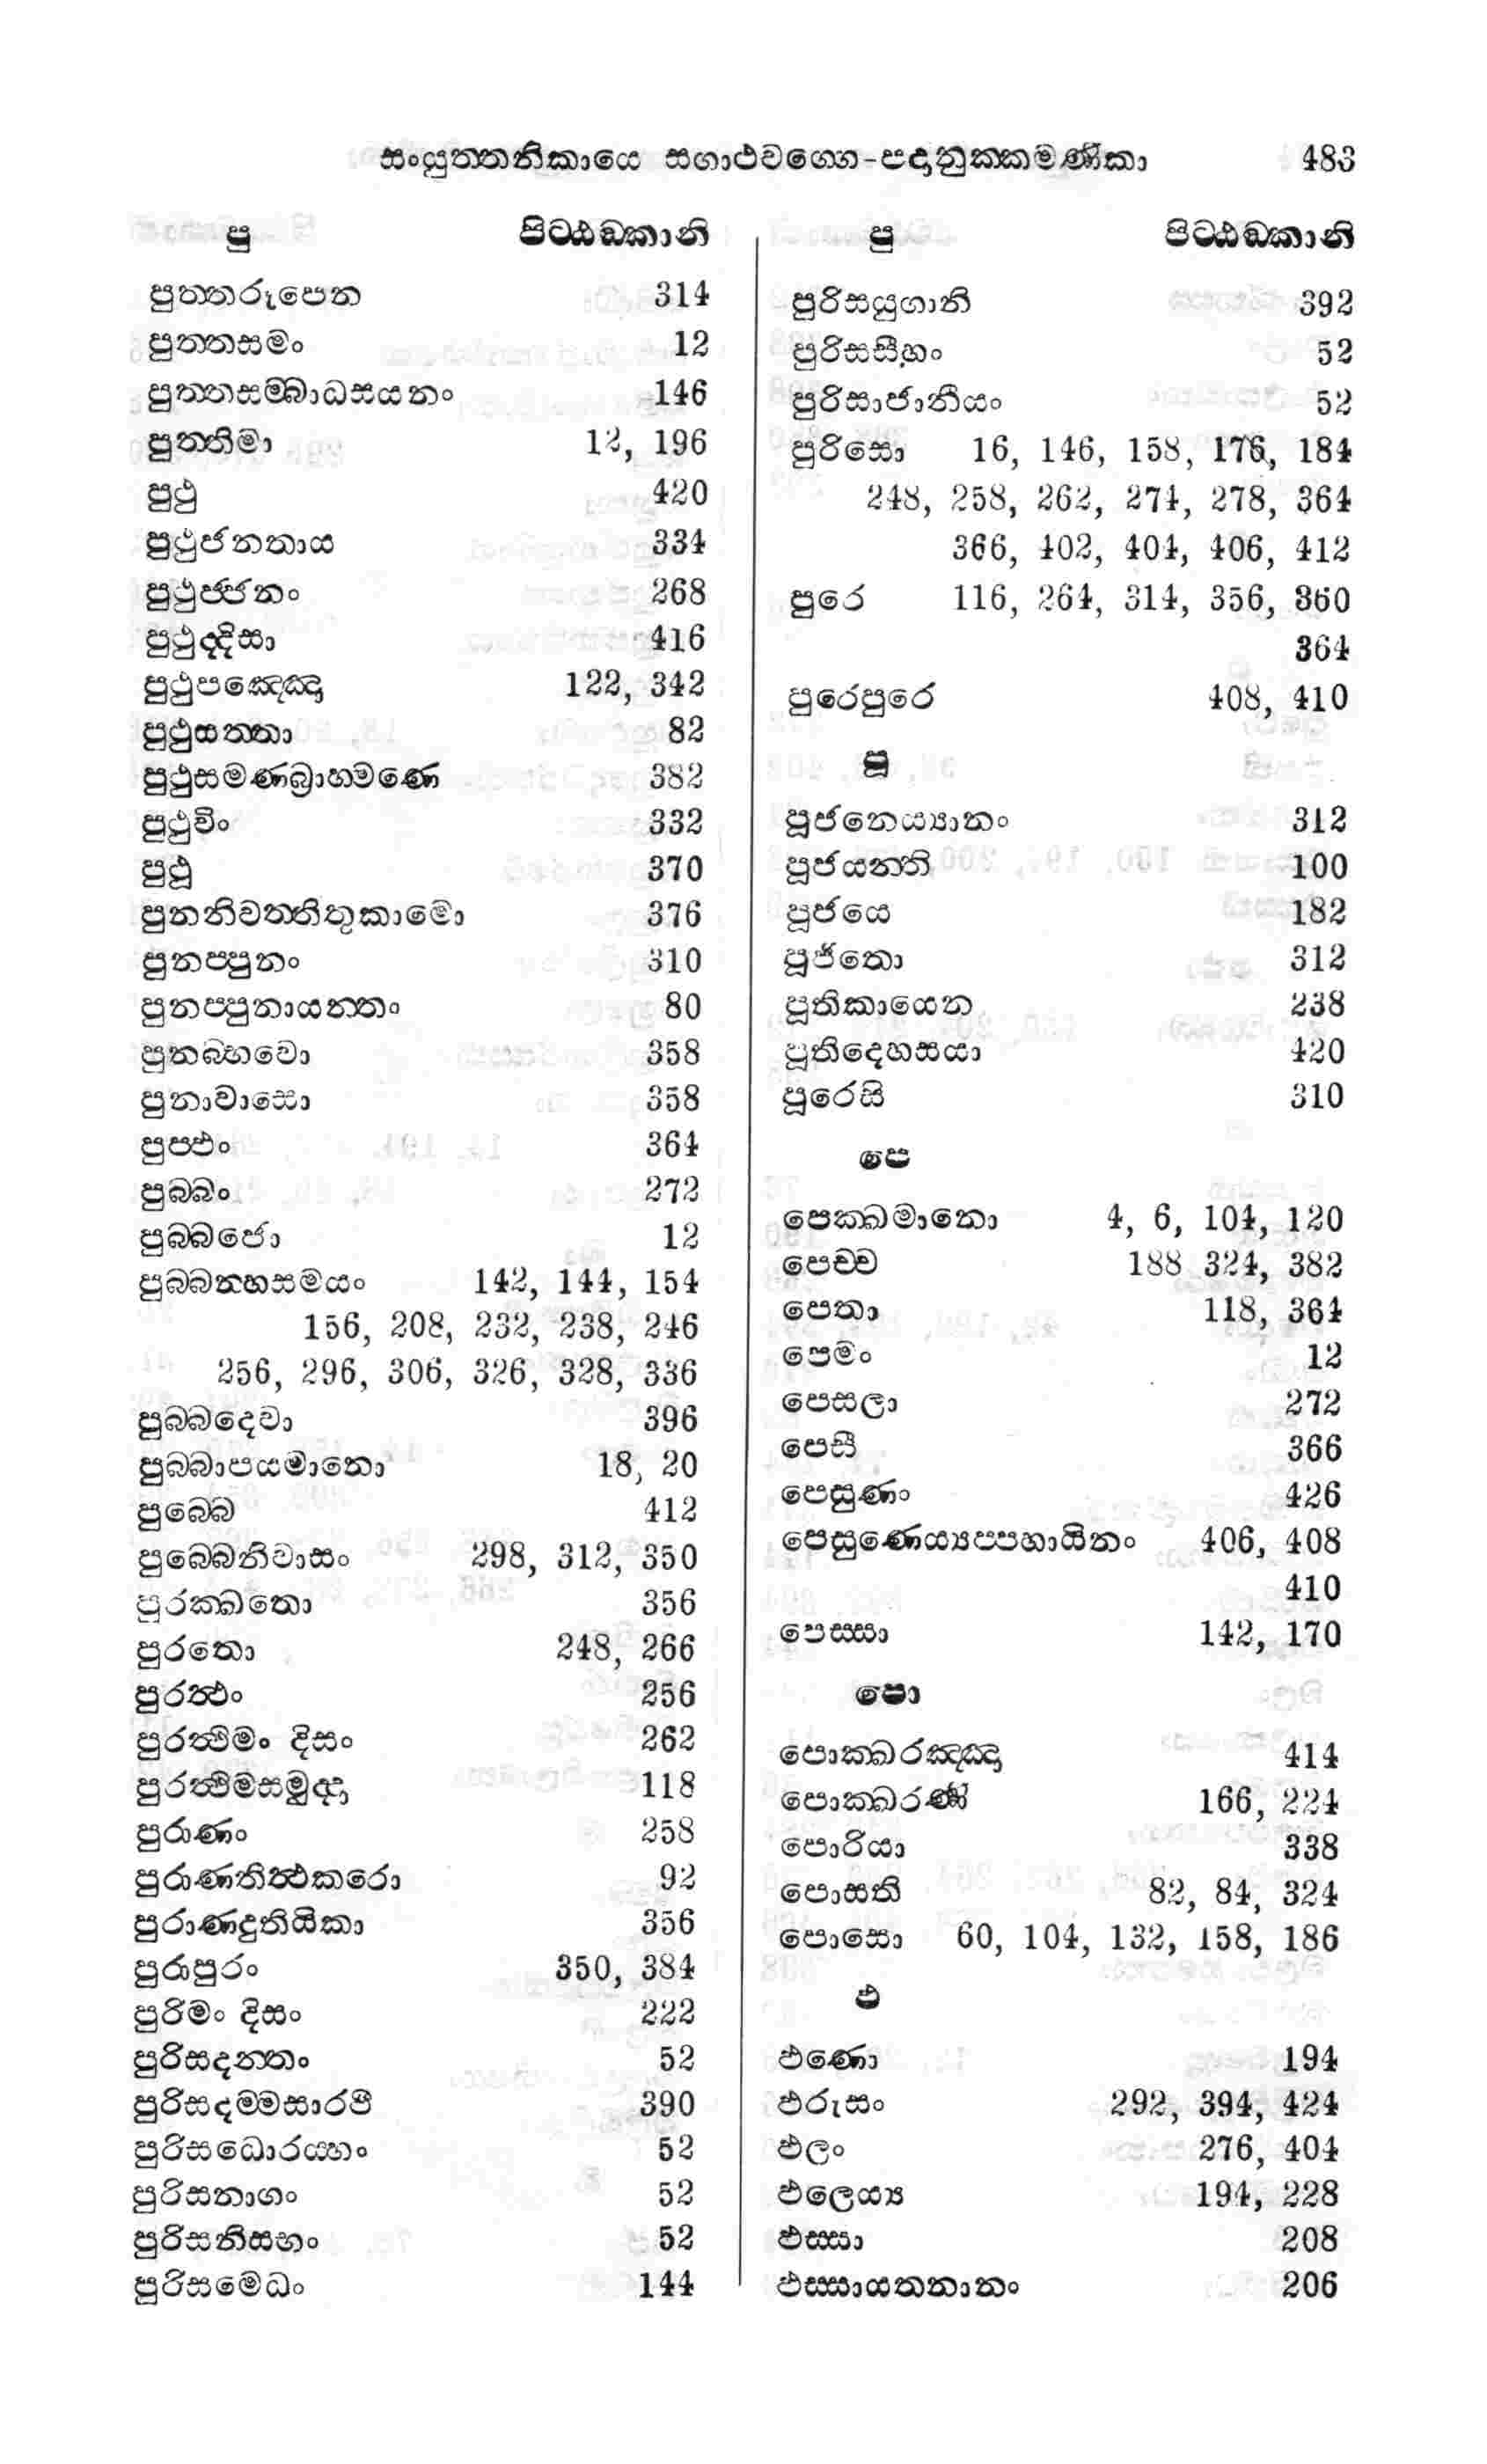 සංයුත්තනිකායෙ සගාථවග්ගෙ-පදානුක්කමණිකා 483
පු පිට්ඨඞ්කානි
පුත්තරූපෙන 314
පුත්තසමං 12
පුත්තසම්බාධසයනං 146
පුත්තිමා 12, 196
පුථු 420
පුථුජනතාය 334
පුථුජ්ජනං 268
පුථුද්දිසා 416
පුථුපඤ්ඤො 122, 342
පුථුසත්තා 82
පුථුසමණබ්‍රාහ්මණෙ 382
පුථුවිං 332
පුථූ 370
පුනනිවත්තිතුකාමො 376
පුනප්පුනං 310
පුනප්පුනායන්තං 80
පුනබ්භවො 358
පුනාවාසො 358
පුප්ඵං 364
පුබ්බං 272
පුබ්බජො 12
පුබ්බන්හසමයං 142, 144, 154
156, 208, 232, 238, 246
256, 296, 306, 326, 328, 336
පුබ්බදෙවා 396
පුබ්බාපයමානො 18, 20
පුබ්බෙ 412
පුබ්බෙනිවාසං 298, 312, 350
පුරක්ඛතො 356
පුරතො 248, 266
පුරත්ථං 256
පුරත්ථිමං දිසං 262
පුරත්ථිමසමුද්දා 118
පුරාණං 258
පුරාණතිත්ථකරො 92
පුරාණදුතියිකා 356
පුරාපුරං 350, 384
පුරිමං දිසං 222
පුරිසදන්තං 52
පුරිසදම්මසාරථි 390
පුරිසධොරය්හං 52
පුරිසනාගං 52
පුරිසනිසභං 52
පුරිසමෙධං 144
පු පිට්ඨඞ්කානි
පුරිසයුගානි 392
පුරිසසීහං 52
පුරිසාජානීයං 52
පුරිසො 16, 146, 158, 176, 184
248, 258, 262, 274, 278, 364
366, 402, 404, 406, 412
පුරෙ 116, 264, 314, 356, 360
364
පුරෙපුරෙ 408, 410
පූ
පූජනෙය්‍යානං 312
පූජයන්ති 100
පූජයෙ 182
පූජිතො 312
පූතිකායෙන 238
පූතිදෙහසයා 420
පූරෙසි 310
පෙ
පෙක්ඛමානො 4, 6, 104, 120
පෙච්ච 188 324, 382
පෙතා 118, 364
පෙමං 12
පෙසලා 272
පෙසී 366
පෙසුණං 426
පෙසුණෙය්‍යප්පහායිනං 406, 408
410
පෙස්සා 142, 170
පො
පොක්ඛරඤ්ඤා 414
පොක්ඛරණී 166, 224
පොරියා 338
පොසති 82, 84, 324
පොසො 60, 104, 132, 158, 186
ඵ
ඵණො 194
ඵරුසං 292, 394, 424
ඵලං 276, 404
ඵලෙය්‍ය 194, 228
ඵස්සා 208
ඵස්සායතනානං 206